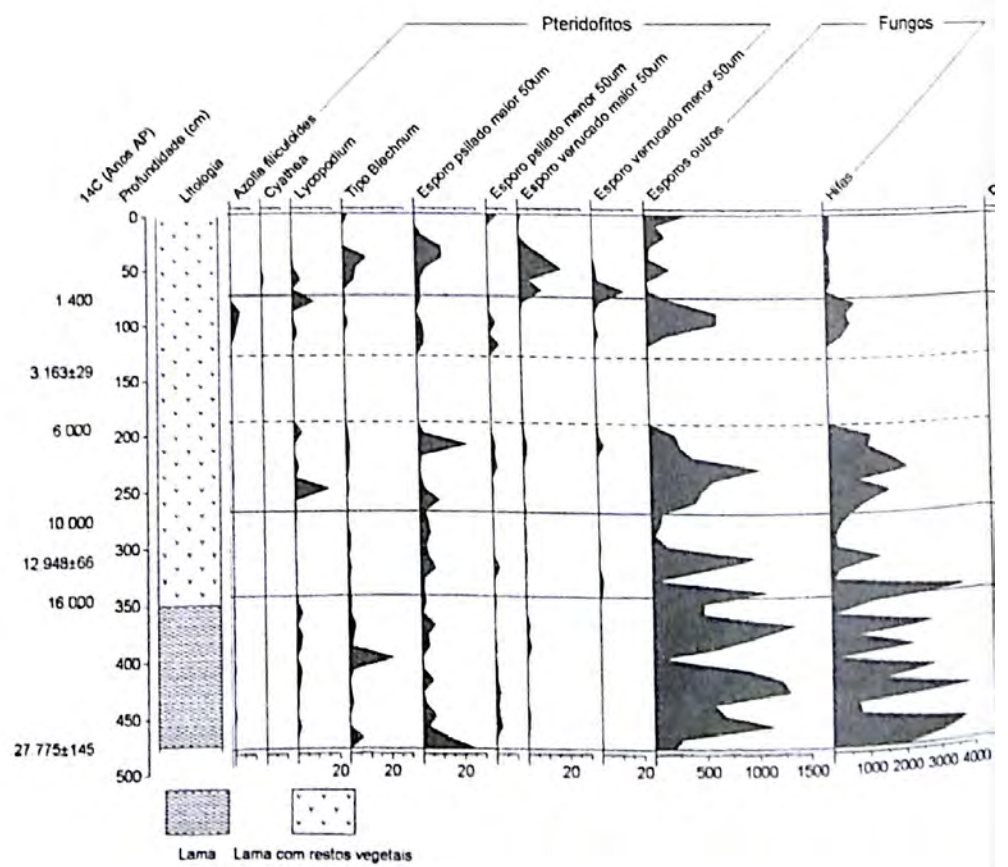 Pteridofitos
Fungos
14C (Anos AP)
Profundidade (cm)
Litologia
Azolla filiculoides
Cyathea
Lycopodium
Tipo Blechnum
Esporo psilado maior 50um
Esporo psilado menor 50um
Esporo verrucado maior 50um
Esporo verrucado menor 50um
Esporos outros
Hifas
0
50
1 400
100
3 163±29
150
6 000
200
250
10 000
300
12 948±66
16 000
350
400
450
27 775±145
500
20 20 20 20 20 500 1000 1500 1000 2000 3000 4000
Lama Lama com restos vegetais